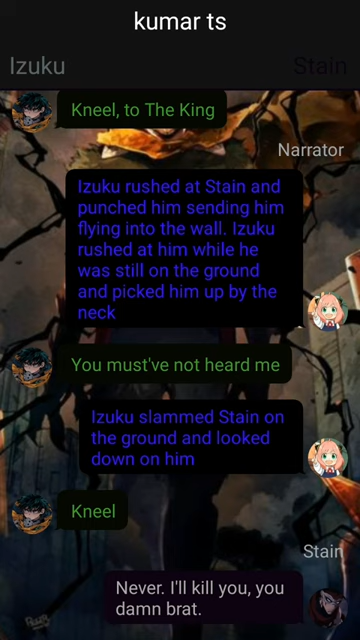 kumar ts
Izuku
Stain
Kneel, to The King
Narrator
Izuku rushed at Stain and
punched him sending him
flying into the wall. Izuku
rushed at him while he
was still on the ground
and picked him up by the
neck
You must've not heard me
Izuku slammed Stain on
the ground and looked
down on him
Kneel
Stain
Never. I'll kill you, you
damn brat.